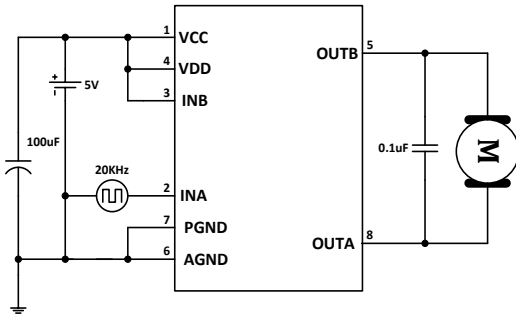 1 VCC
OUTB 5
4 VDD
+ 5V
-
3 INB
100uF
0.1uF
M
20KHz
2 INA
7 PGND
OUTA 8
6 AGND